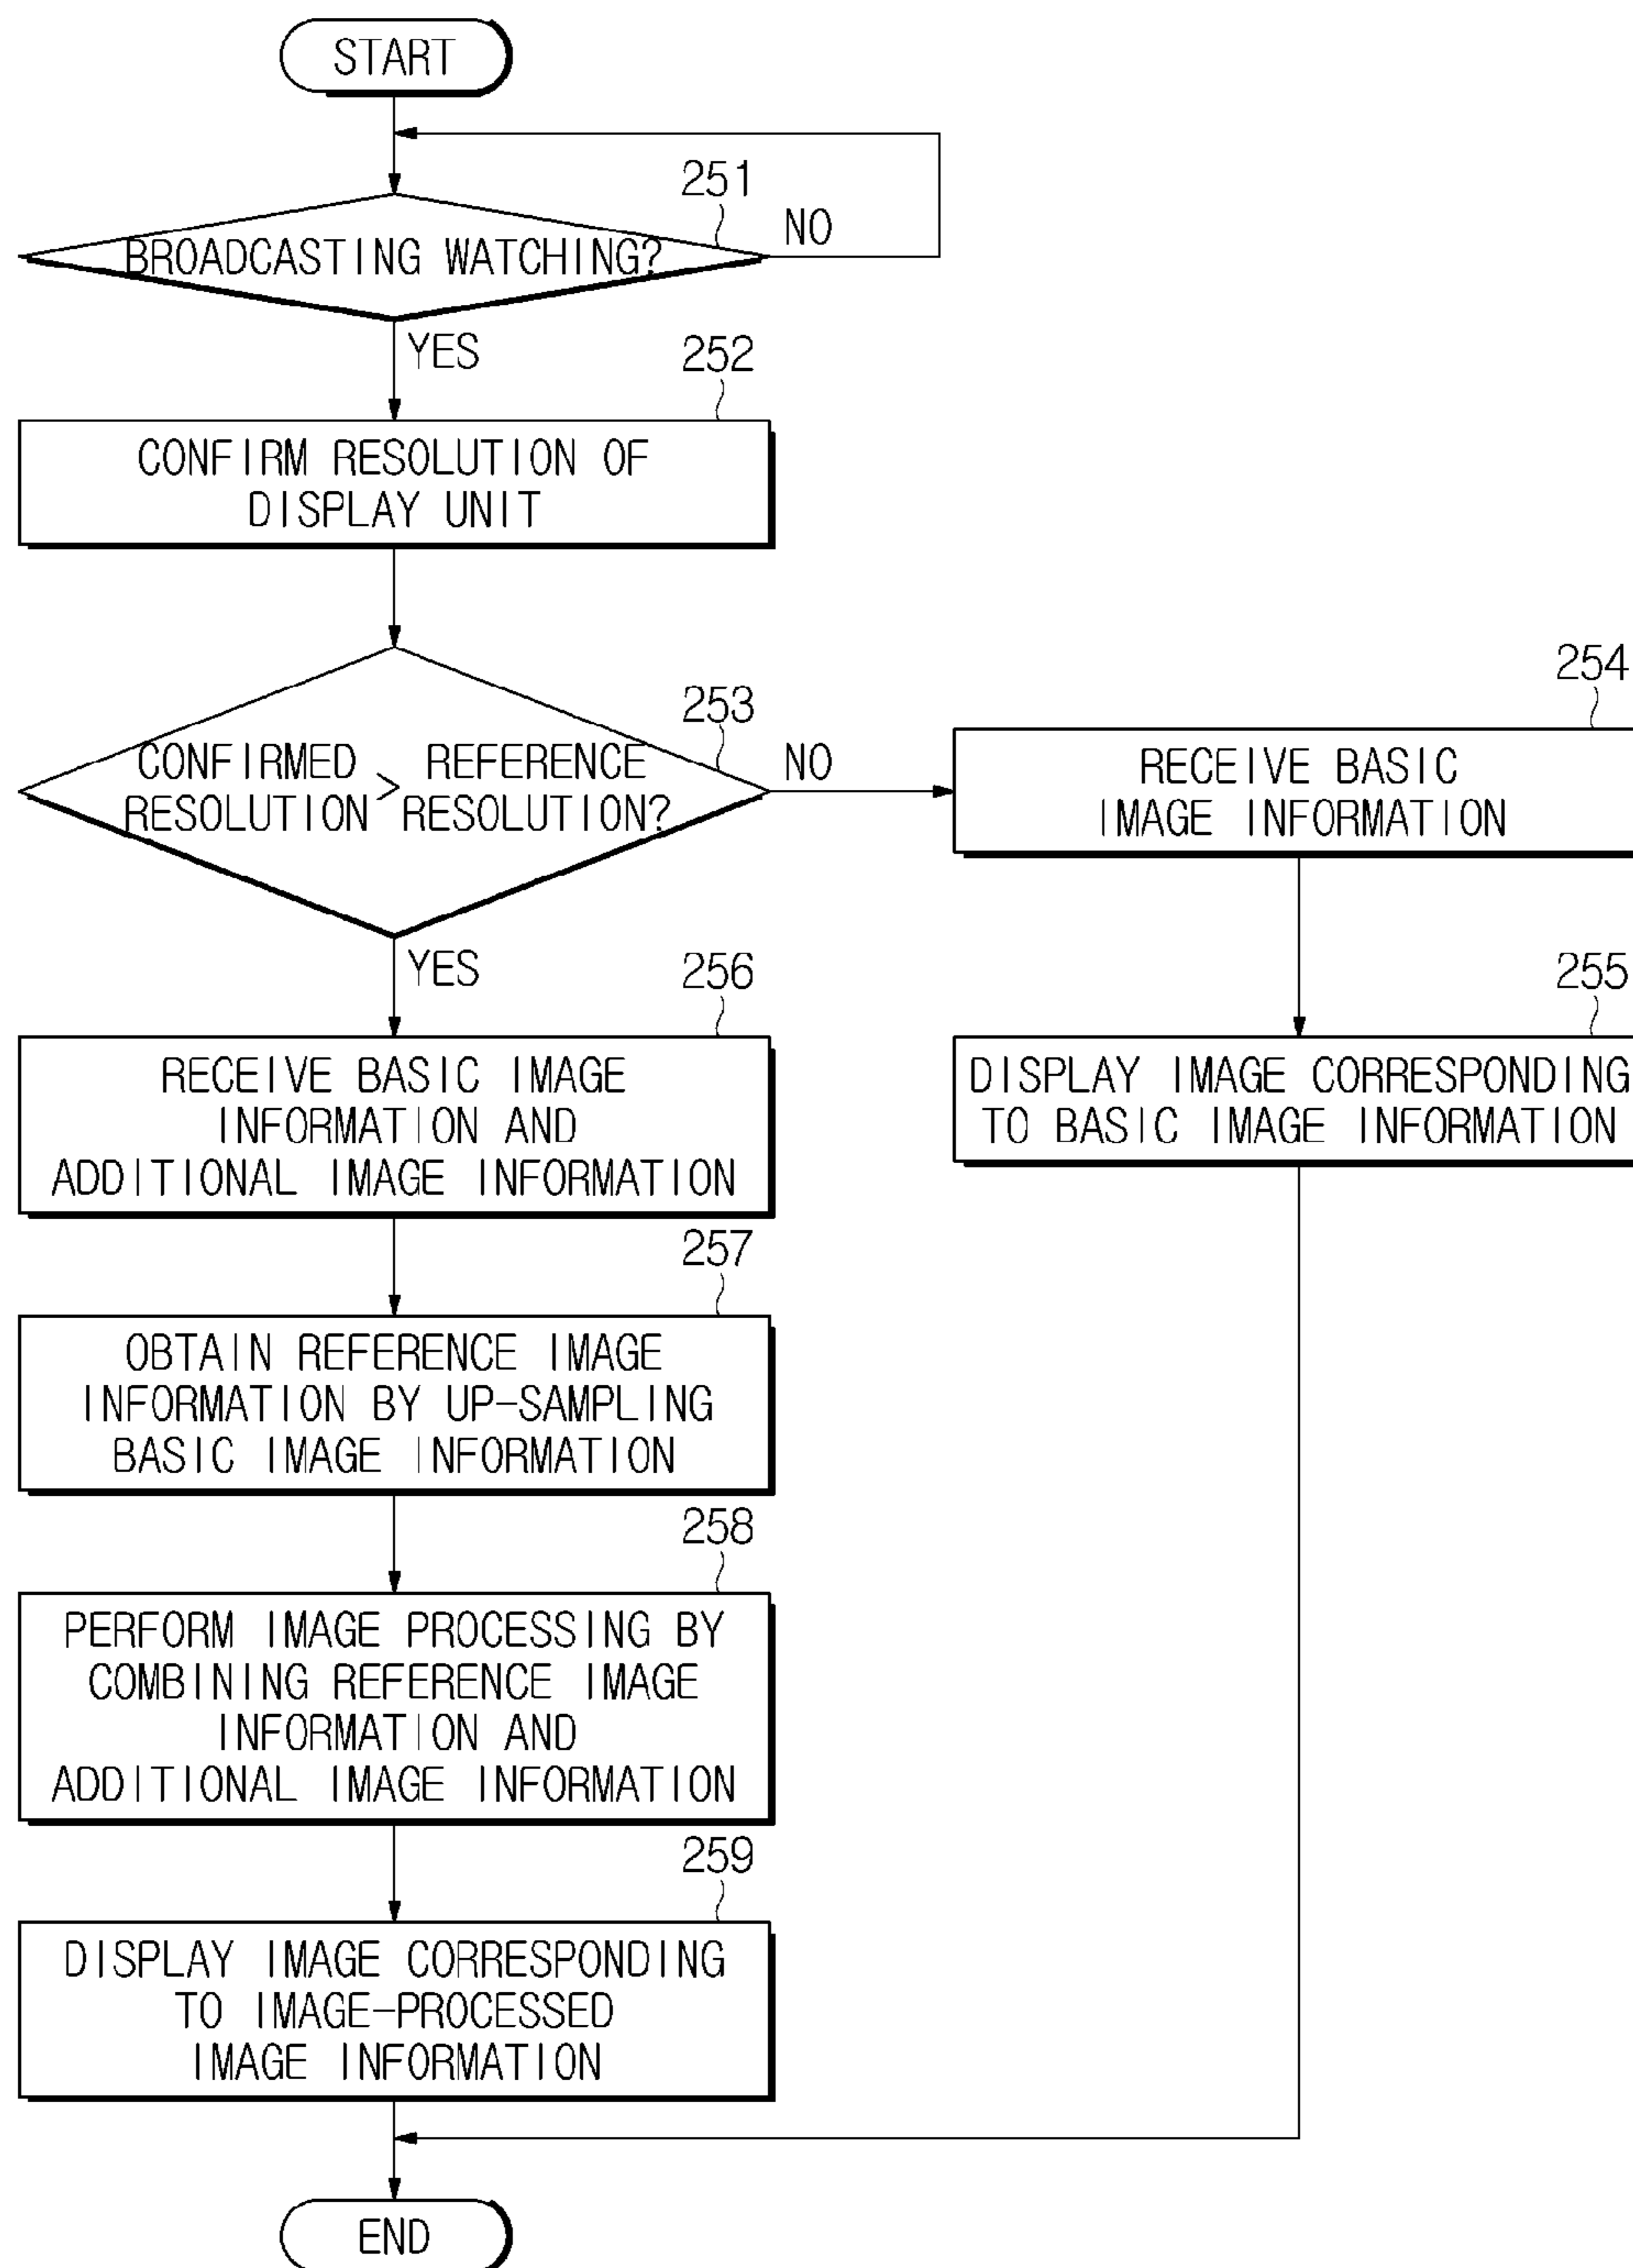 START
251
BROADCASTING WATCHING?
NO
YES
252
CONFIRM RESOLUTION OF
DISPLAY UNIT
253
CONFIRMED > REFERENCE
RESOLUTION RESOLUTION?
NO
YES
254
RECEIVE BASIC
IMAGE INFORMATION
255
DISPLAY IMAGE CORRESPONDING
TO BASIC IMAGE INFORMATION
256
RECEIVE BASIC IMAGE
INFORMATION AND
ADDITIONAL IMAGE INFORMATION
257
OBTAIN REFERENCE IMAGE
INFORMATION BY UP-SAMPLING
BASIC IMAGE INFORMATION
258
PERFORM IMAGE PROCESSING BY
COMBINING REFERENCE IMAGE
INFORMATION AND
ADDITIONAL IMAGE INFORMATION
259
DISPLAY IMAGE CORRESPONDING
TO IMAGE-PROCESSED
IMAGE INFORMATION
END